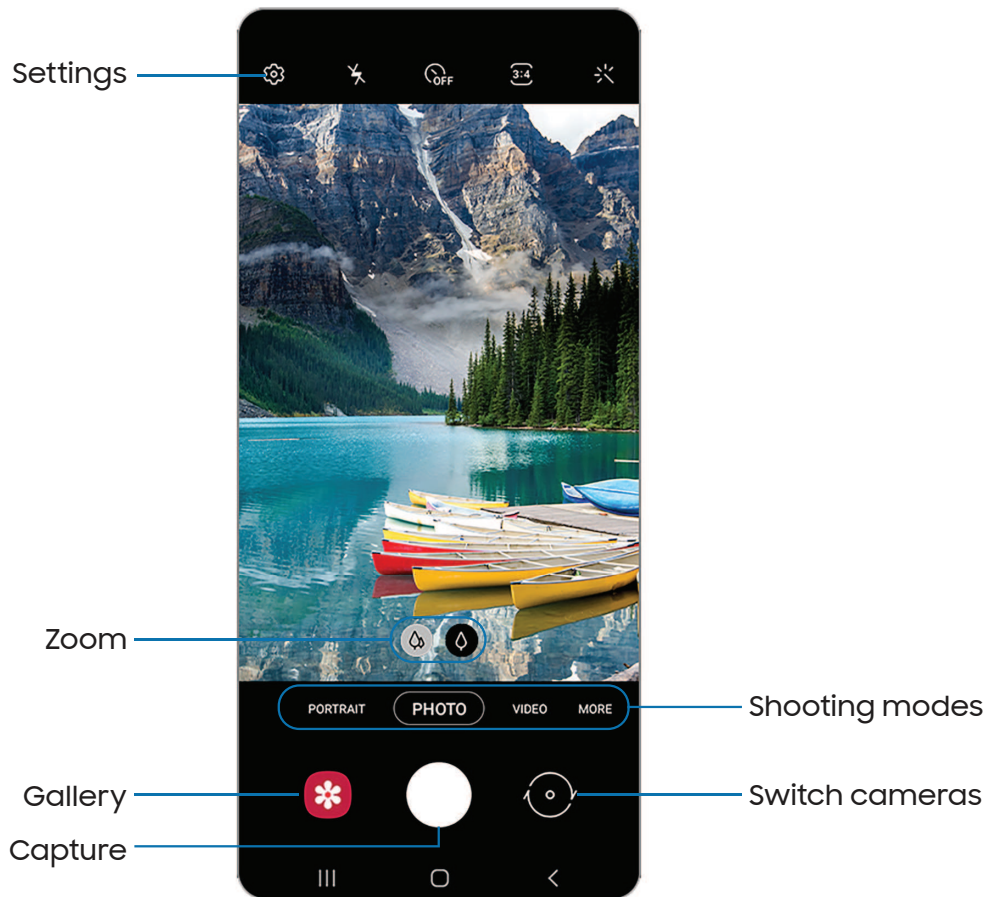 Settings
OFF
3:4
Zoom
PORTRAIT PHOTO VIDEO MORE
Shooting modes
Gallery
Switch cameras
Capture